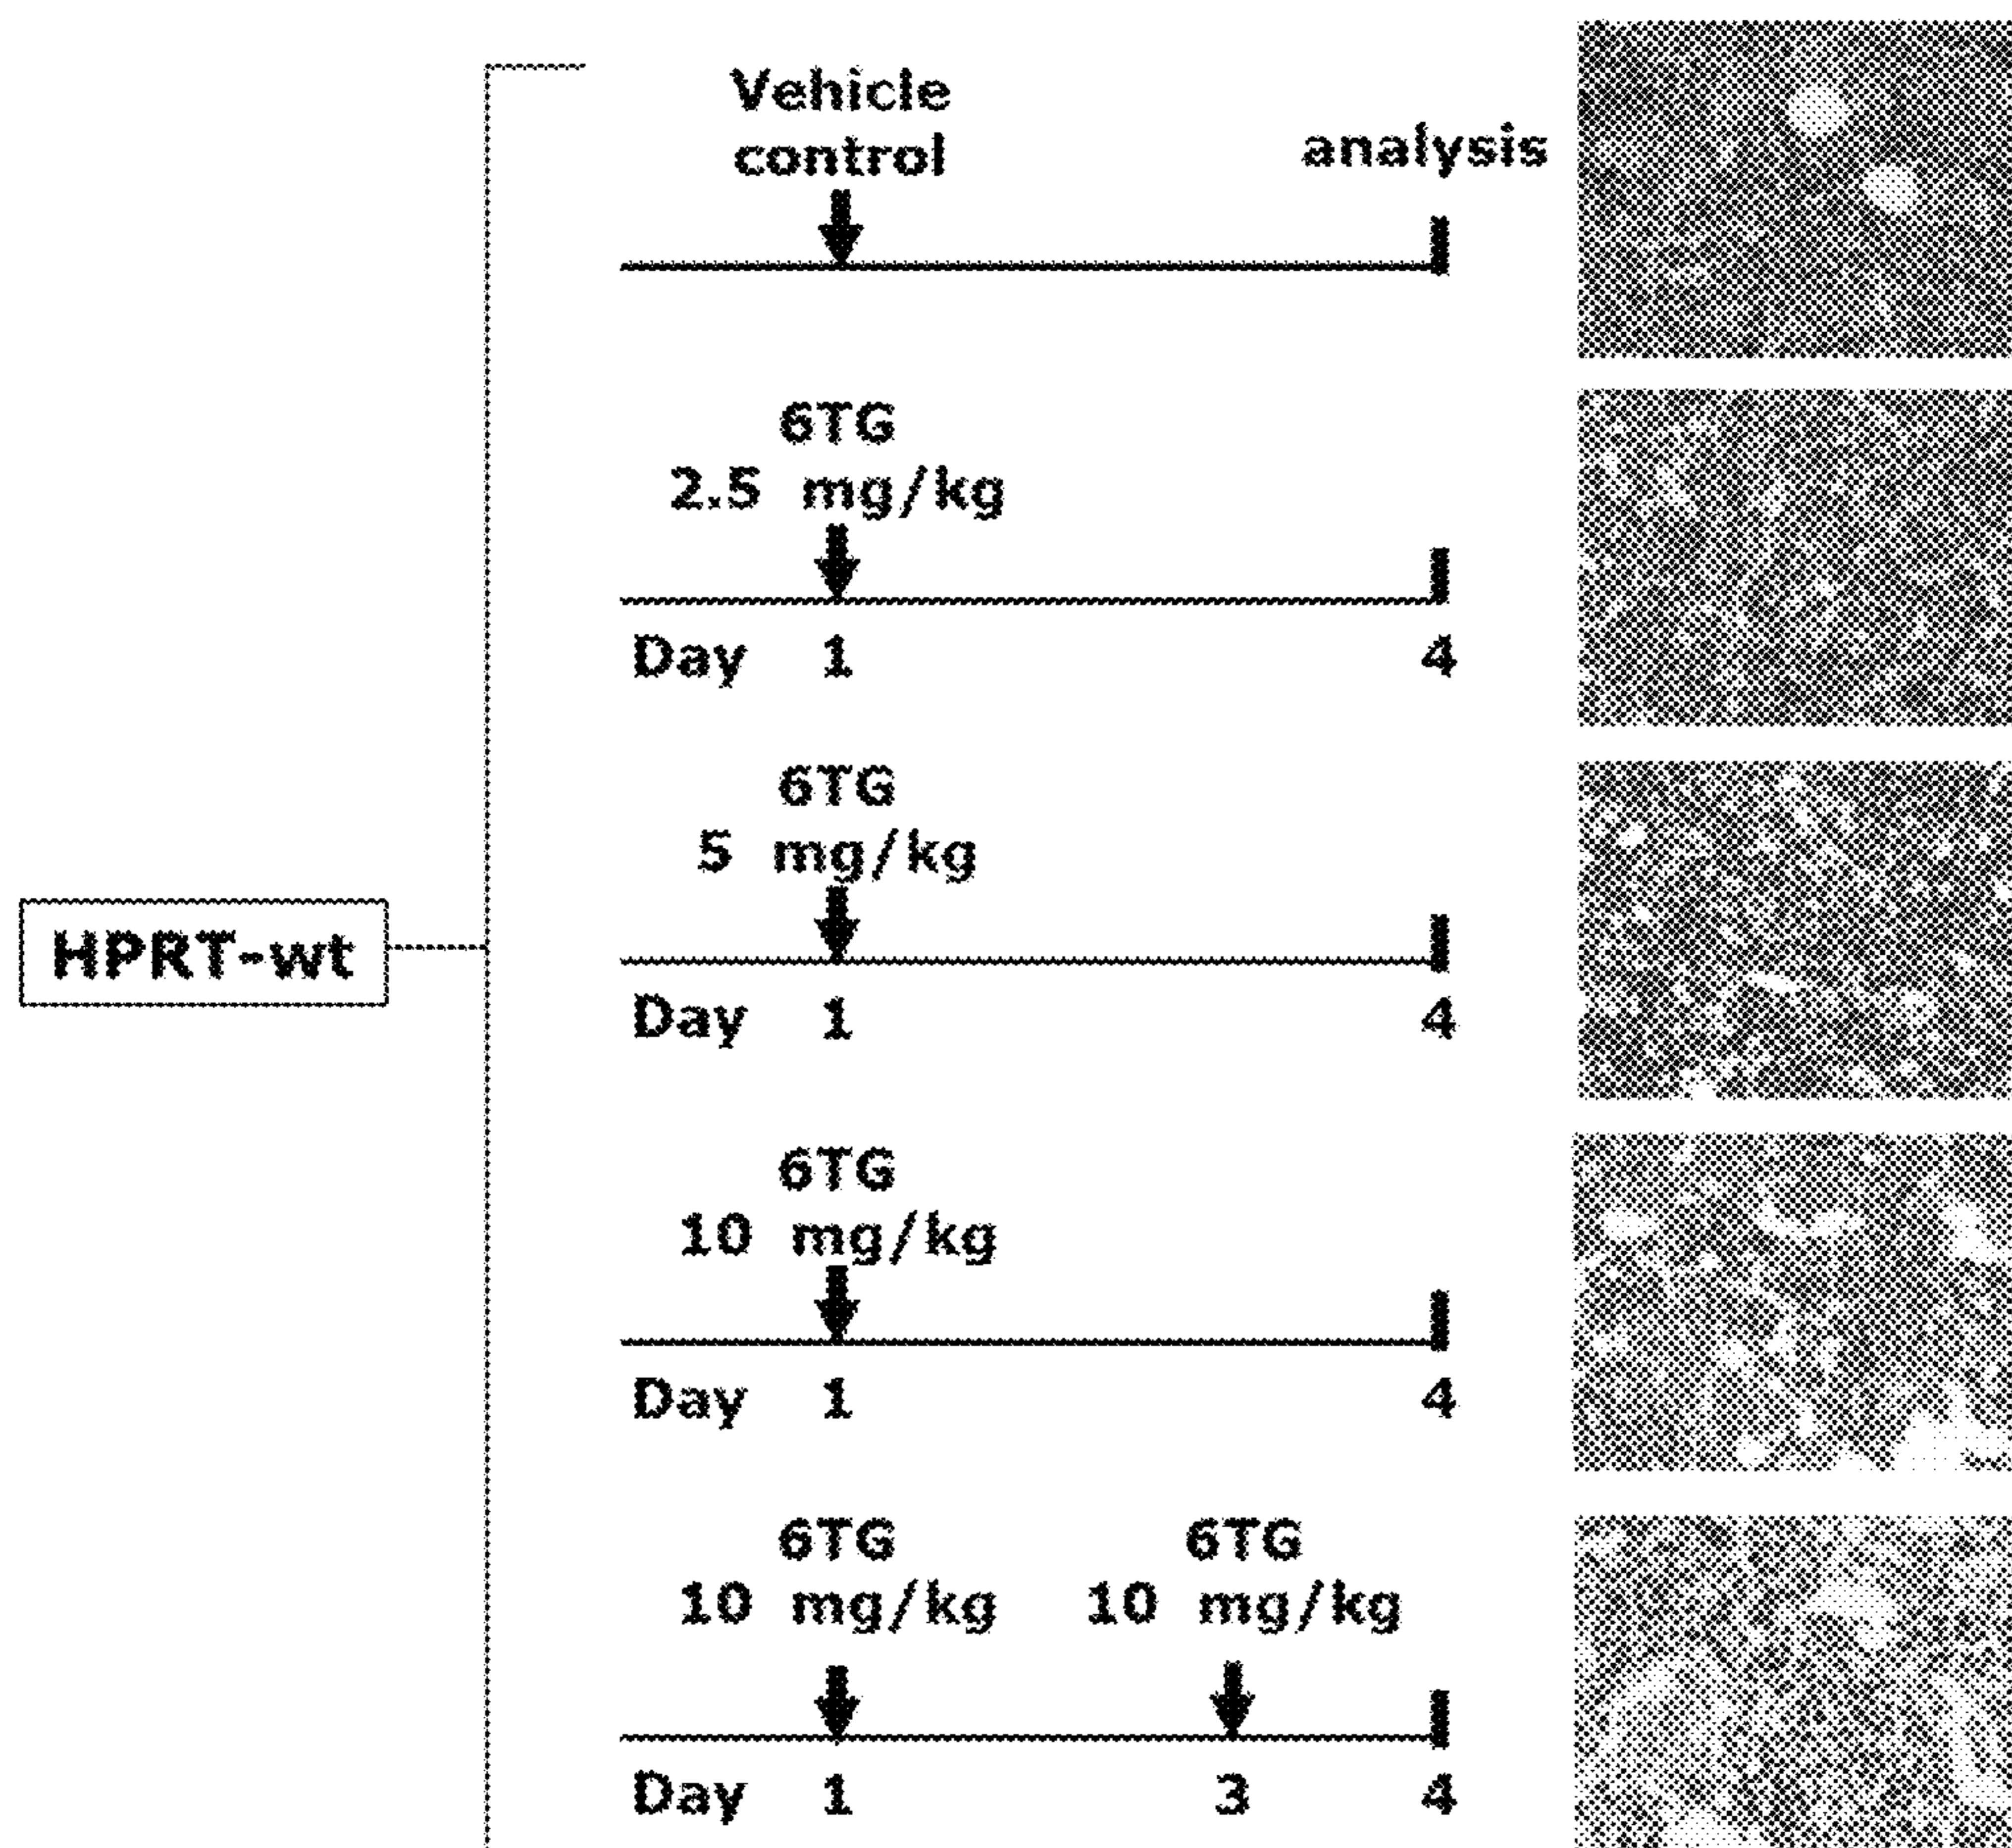 Vehicle
control
analysis
6TG
2.5 mg/kg
Day 1 4
6TG
5 mg/kg
HPRT-wt
Day 1 4
6TG
10 mg/kg
Day 1 4
6TG 6TG
10 mg/kg 10 mg/kg
Day 1 3 4